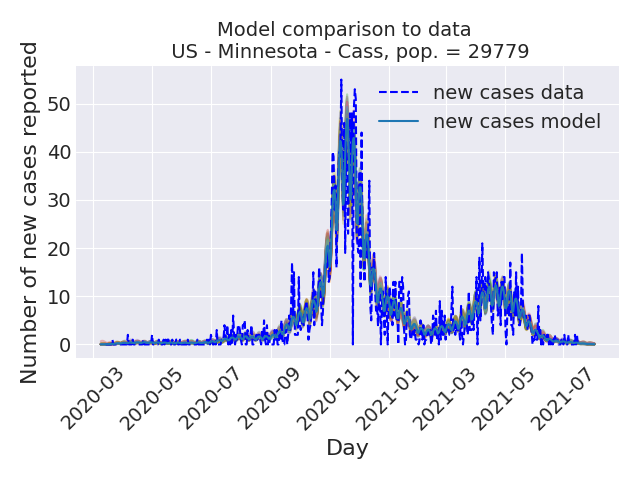 Model comparison to data
US - Minnesota - Cass, pop. = 29779
Number of new cases reported
50
40
30
20
10
0
new cases data
new cases model
2020-03
2020-05
2020-07
2020-09
2020-11
2021-01
2021-03
2021-05
2021-07
Day